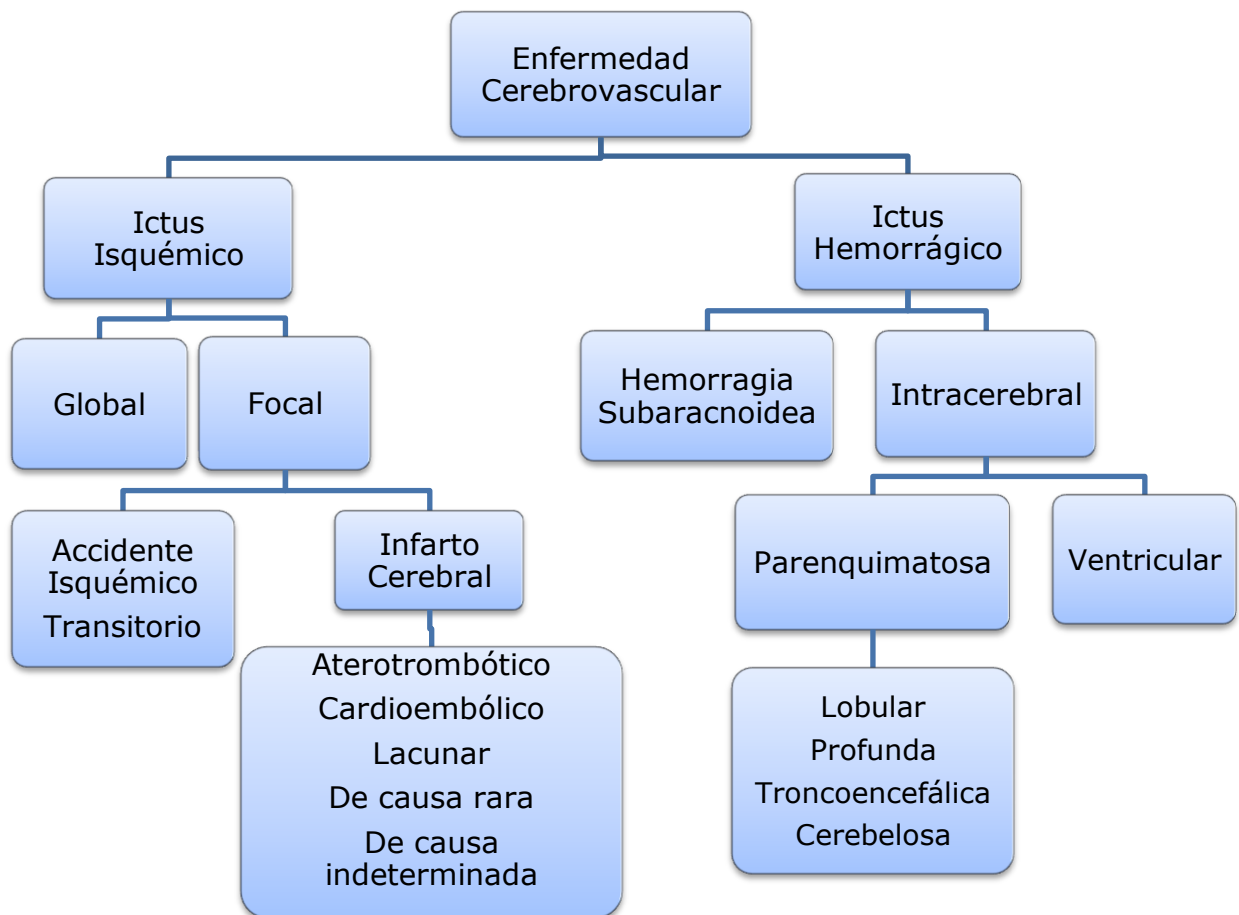 Enfermedad
Cerebrovascular
Ictus
Isquémico
Ictus
Hemorrágico
Global
Focal
Hemorragia
Subaracnoidea
Intracerebral
Accidente
Isquémico
Transitorio
Infarto
Cerebral
Parenquimatosa
Ventricular
Aterotrombótico
Cardioembólico
Lacunar
De causa rara
De causa
indeterminada
Lobular
Profunda
Troncoencefálica
Cerebelosa